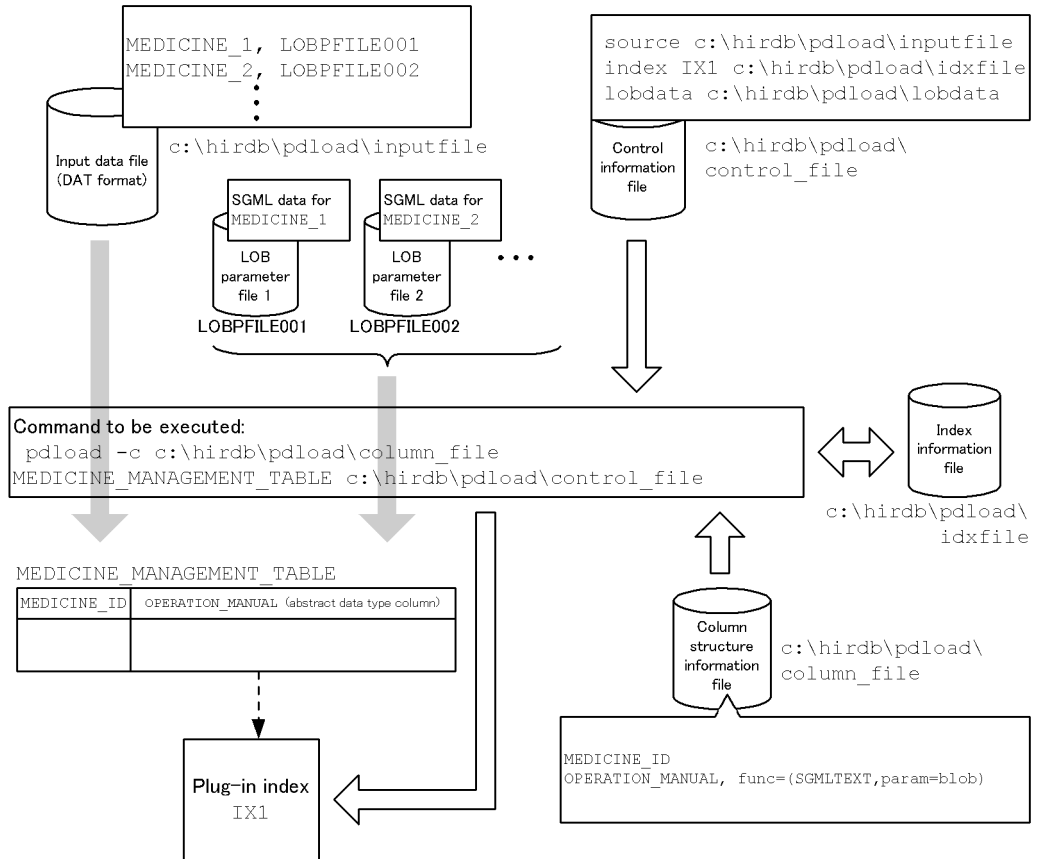 MEDICINE_1, LOBPFILE001
MEDICINE_2, LOBPFILE002
Input data file
(DAT format)
c:\hirdb\pdload\inputfile
source c:\hirdb\pdload\inputfile
index IX1 c:\hirdb\pdload\idxfile
lobdata c:\hirdb\pdload\lobdata
Control
information
file
c:\hirdb\pdload\
control_file
SGML data for
MEDICINE_1
LOB
parameter
file 1
LOBPFILE001
SGML data for
MEDICINE_2
LOB
parameter
file 2
LOBPFILE002
Command to be executed:
pdload -c c:\hirdb\pdload\column_file
MEDICINE_MANAGEMENT_TABLE c:\hirdb\pdload\control_file
Index
information
file
c:\hirdb\pdload\
idxfile
MEDICINE_MANAGEMENT_TABLE
MEDICINE_ID OPERATION_MANUAL (abstract data type column)
Column
structure
information
file
c:\hirdb\pdload\
column_file
Plug-in index
IX1
MEDICINE_ID
OPERATION_MANUAL, func=(SGMLTEXT,param=blob)